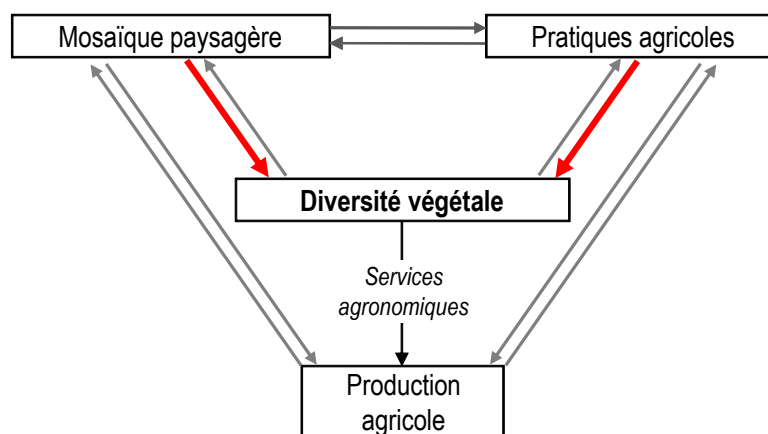 Mosaïque paysagère
Pratiques agricoles
Diversité végétale
Services
agronomiques
Production
agricole